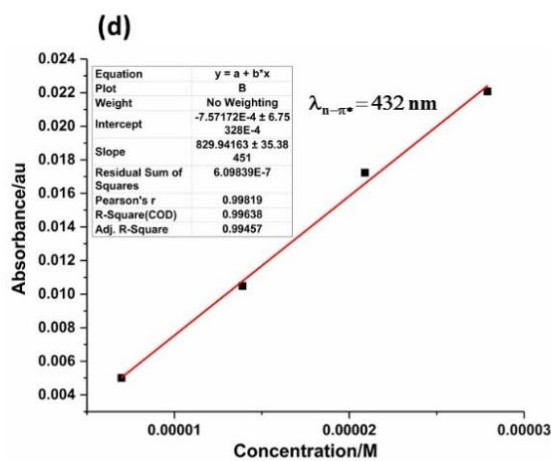 (d)
0.024
0.022
0.020
0.018
0.016
0.014
0.012
0.010
0.008
0.006
0.004
Absorbance/au
Equation y = a + b*x
Plot B
Weight No Weighting
Intercept -7.57172E-4 ± 6.75
328E-4
Slope 829.94163 ± 35.38
451
Residual Sum of 6.09839E-7
Squares
Pearson's r 0.99819
R-Square(COD) 0.99638
Adj. R-Square 0.99457
λn-π* = 432 nm
0.00001 0.00002 0.00003
Concentration/M